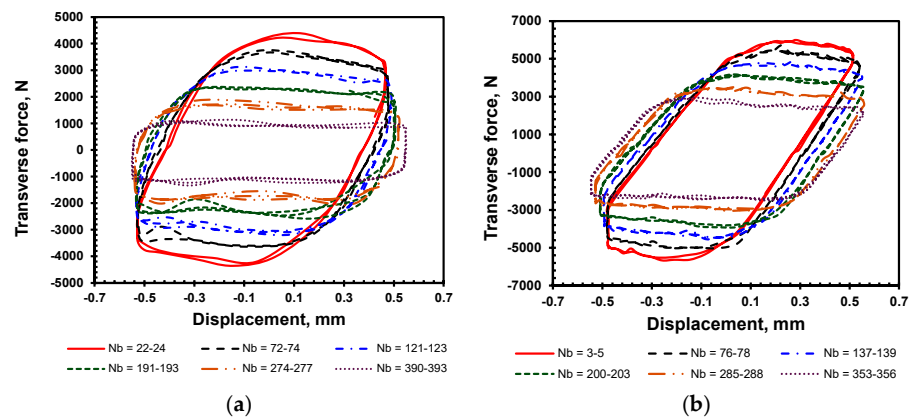 5000
4000
3000
2000
1000
0
-1000
-2000
-3000
-4000
-5000
Transverse force, N
-0.7 -0.5 -0.3 -0.1 0.1 0.3 0.5 0.7
Displacement, mm
Nb = 22-24 Nb = 72-74 Nb = 121-123
Nb = 191-193 Nb = 274-277 Nb = 390-393
(a)
7000
5000
3000
1000
-1000
-3000
-5000
-7000
Transverse force, N
-0.7 -0.5 -0.3 -0.1 0.1 0.3 0.5 0.7
Displacement, mm
Nb = 3-5 Nb = 76-78 Nb = 137-139
Nb = 200-203 Nb = 285-288 Nb = 353-356
(b)